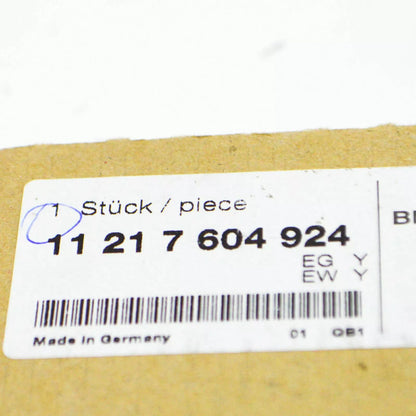 1 Stück / piece
11 21 7 604 924
EG Y
EW Y
Made in Germany 01 QB1